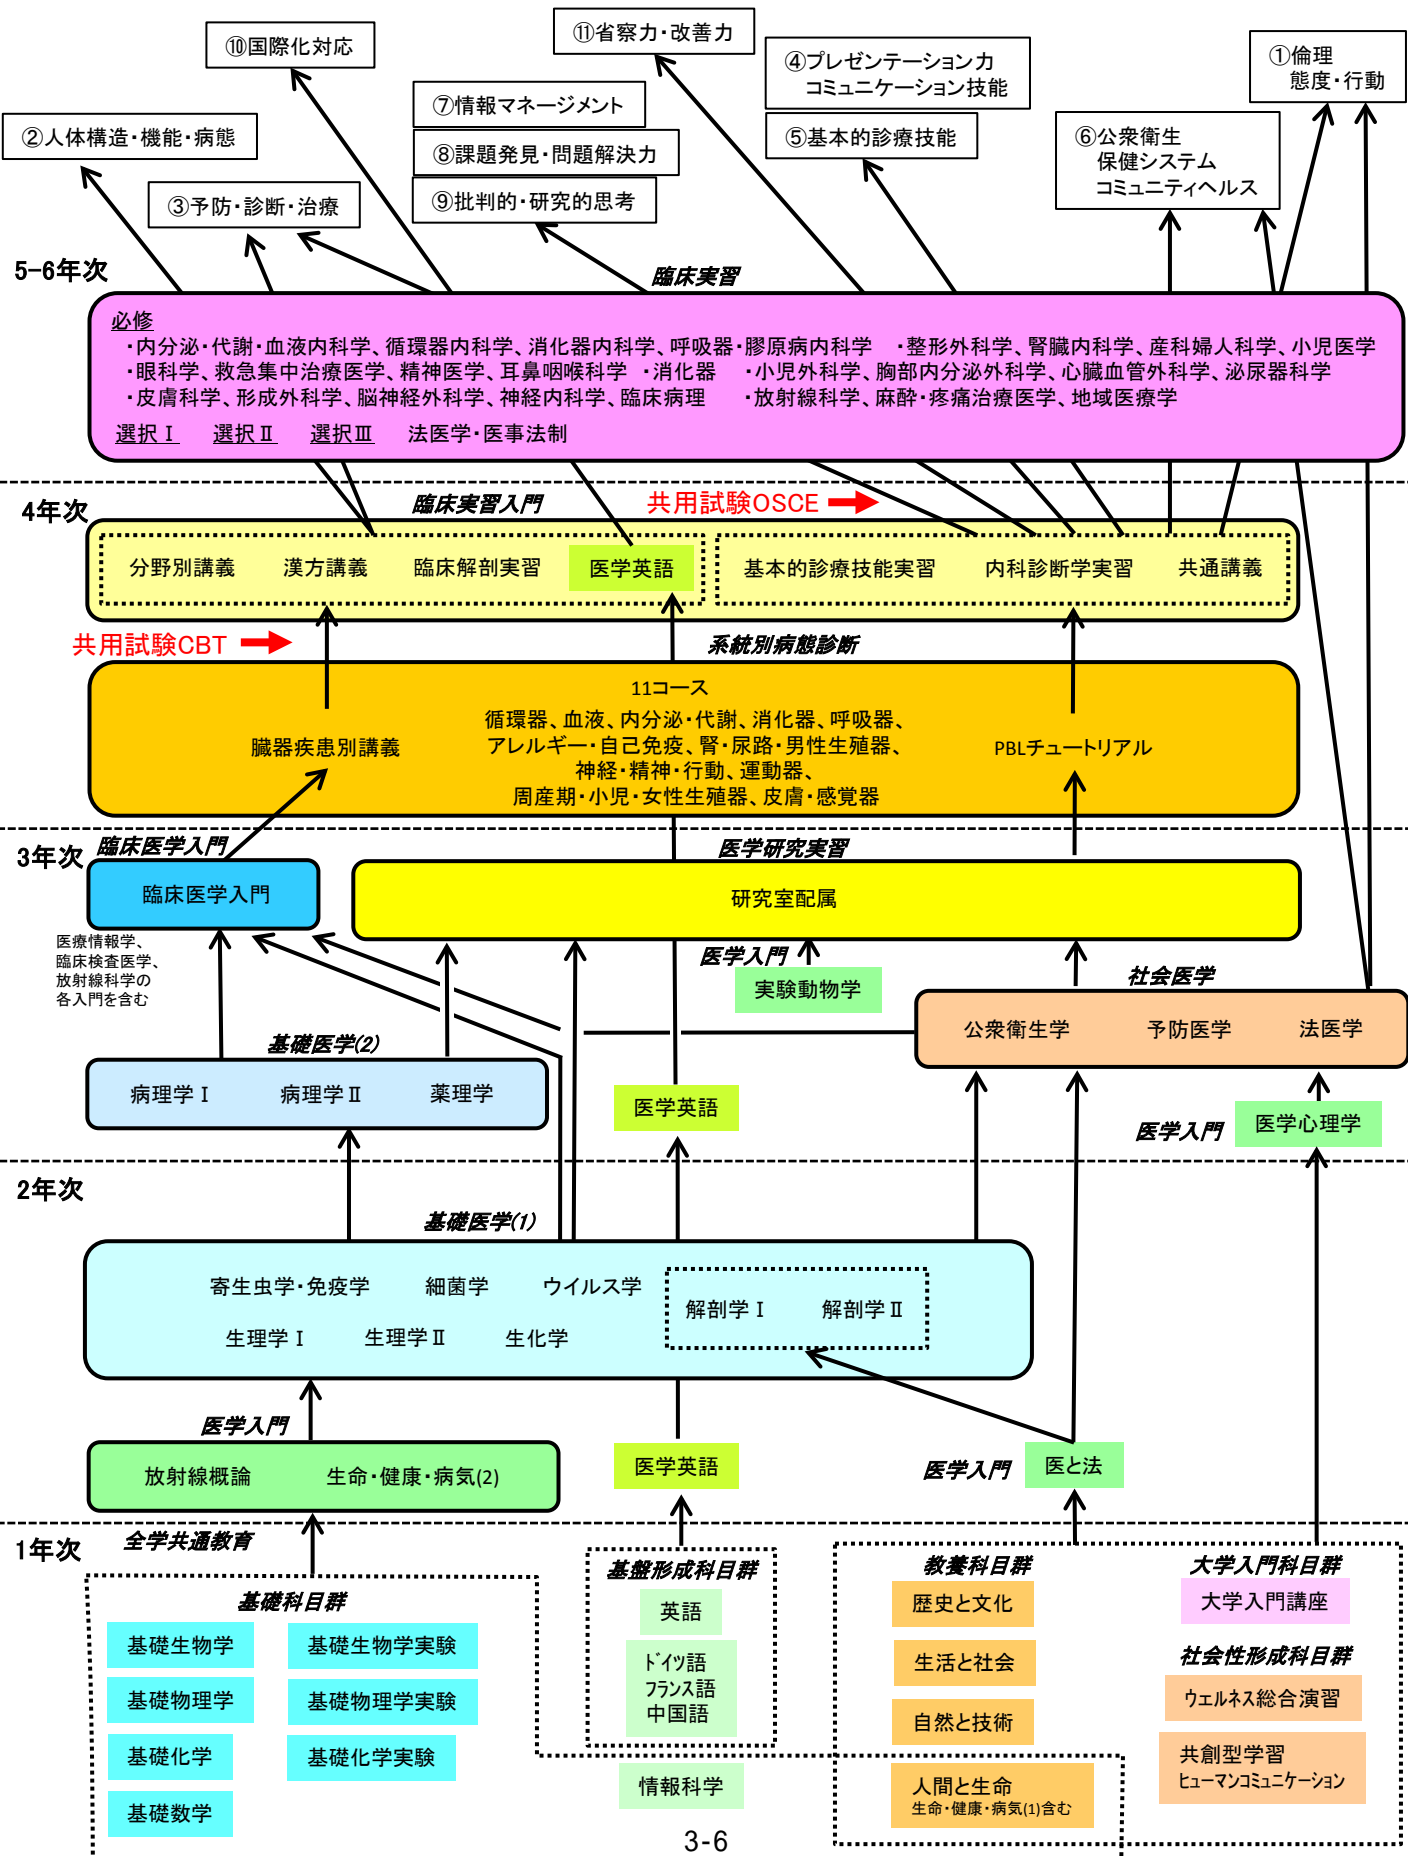 ⑩国際化対応
⑪省察力・改善力
④プレゼンテーション力
コミュニケーション技能
①倫理
態度・行動
⑦情報マネージメント
②人体構造・機能・病態
⑧課題発見・問題解決力
⑤基本的診療技能
⑥公衆衛生
保健システム
コミュニティヘルス
③予防・診断・治療
⑨批判的・研究的思考
5-6年次
臨床実習
必修
・内分泌・代謝・血液内科学、循環器内科学、消化器内科学、呼吸器・膠原病内科学　・整形外科学、腎臓内科学、産科婦人科学、小児医学
・眼科学、救急集中治療医学、精神医学、耳鼻咽喉科学　・消化器　・小児外科学、胸部内分泌外科学、心臓血管外科学、泌尿器科学
・皮膚科学、形成外科学、脳神経外科学、神経内科学、臨床病理　・放射線科学、麻酔・疼痛治療医学、地域医療学
選択Ⅰ　選択Ⅱ　選択Ⅲ　法医学・医事法制
4年次
臨床実習入門
共用試験OSCE
分野別講義　漢方講義　臨床解剖実習　医学英語　基本的診療技能実習　内科診断学実習　共通講義
共用試験CBT
系統別病態診断
11コース
循環器、血液、内分泌・代謝、消化器、呼吸器、
アレルギー・自己免疫、腎・尿路・男性生殖器、
神経・精神・行動、運動器、
周産期・小児・女性生殖器、皮膚・感覚器
臓器疾患別講義
PBLチュートリアル
3年次
臨床医学入門
医学研究実習
臨床医学入門
研究室配属
医療情報学、
臨床検査医学、
放射線科学の
各入門を含む
医学入門
実験動物学
社会医学
公衆衛生学　予防医学　法医学
基礎医学(2)
病理学Ⅰ　病理学Ⅱ　薬理学
医学英語
医学入門
医学心理学
2年次
基礎医学(1)
寄生虫学・免疫学　細菌学　ウイルス学
解剖学Ⅰ　解剖学Ⅱ
生理学Ⅰ　生理学Ⅱ　生化学
医学入門
放射線概論　生命・健康・病気(2)
医学英語
医学入門
医と法
1年次
全学共通教育
基礎科目群
基礎生物学　基礎生物学実験
基礎物理学　基礎物理学実験
基礎化学　基礎化学実験
基礎数学
基盤形成科目群
英語
ドイツ語
フランス語
中国語
情報科学
教養科目群
歴史と文化
生活と社会
自然と技術
人間と生命
生命・健康・病気(1)含む
大学入門科目群
大学入門講座
社会性形成科目群
ウェルネス総合演習
共創型学習
ヒューマンコミュニケーション
3-6